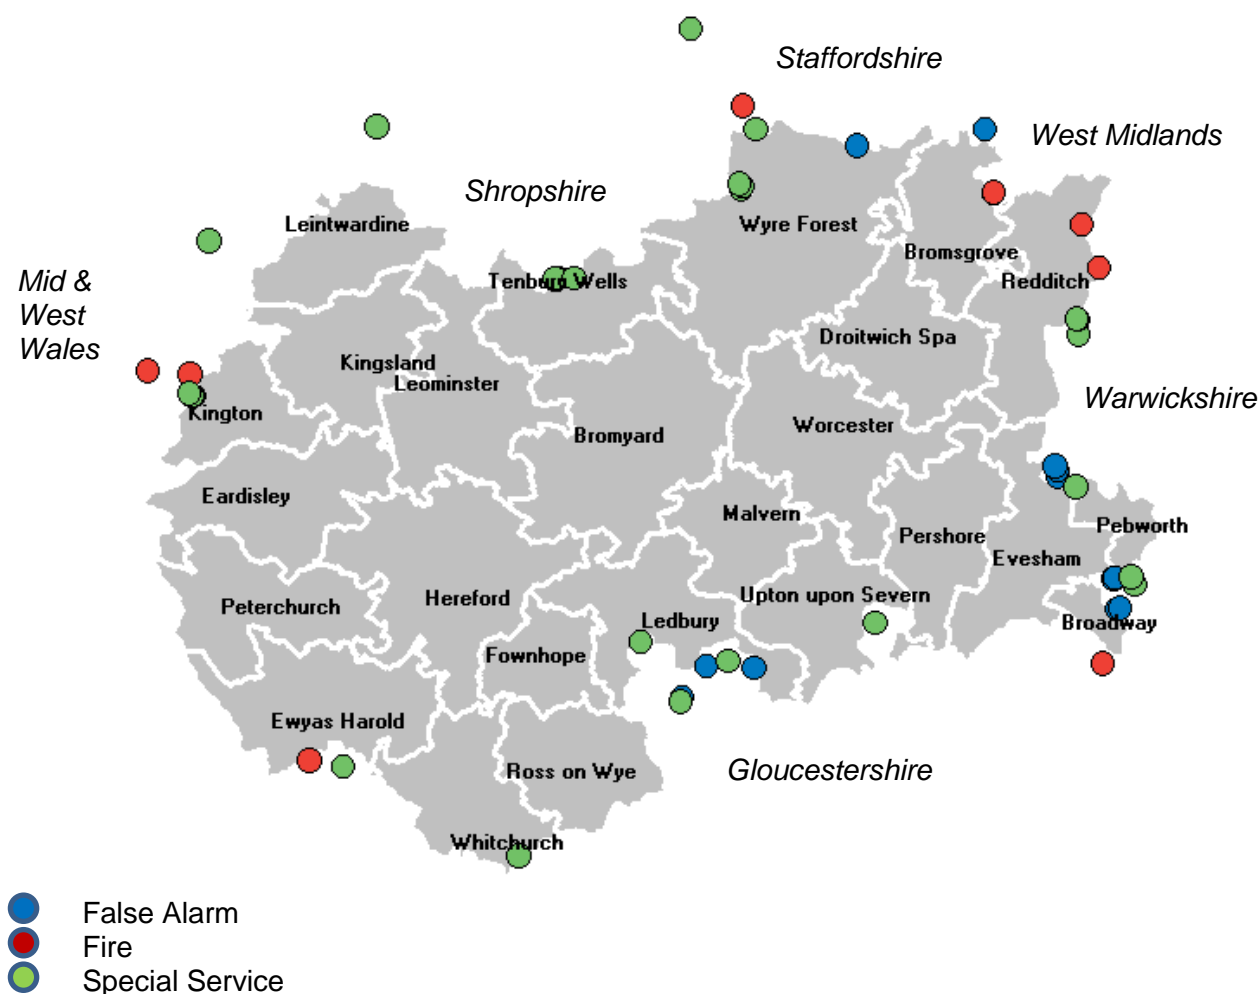 Staffordshire
West Midlands
Shropshire
Leintwardine
Wyre Forest
Bromsgrove
Mid &
West
Wales
Tenburg Wells
Redditch
Droitwich Spa
Kingsland
Leominster
Warwickshire
Kington
Worcester
Bromyard
Eardisley
Malvern
Pebworth
Pershore
Evesham
Hereford
Upton upon Severn
Peterchurch
Ledbury
Broadway
Fownhope
Ewyas Harold
Ross on Wye
Gloucestershire
Whitchurch
False Alarm
Fire
Special Service